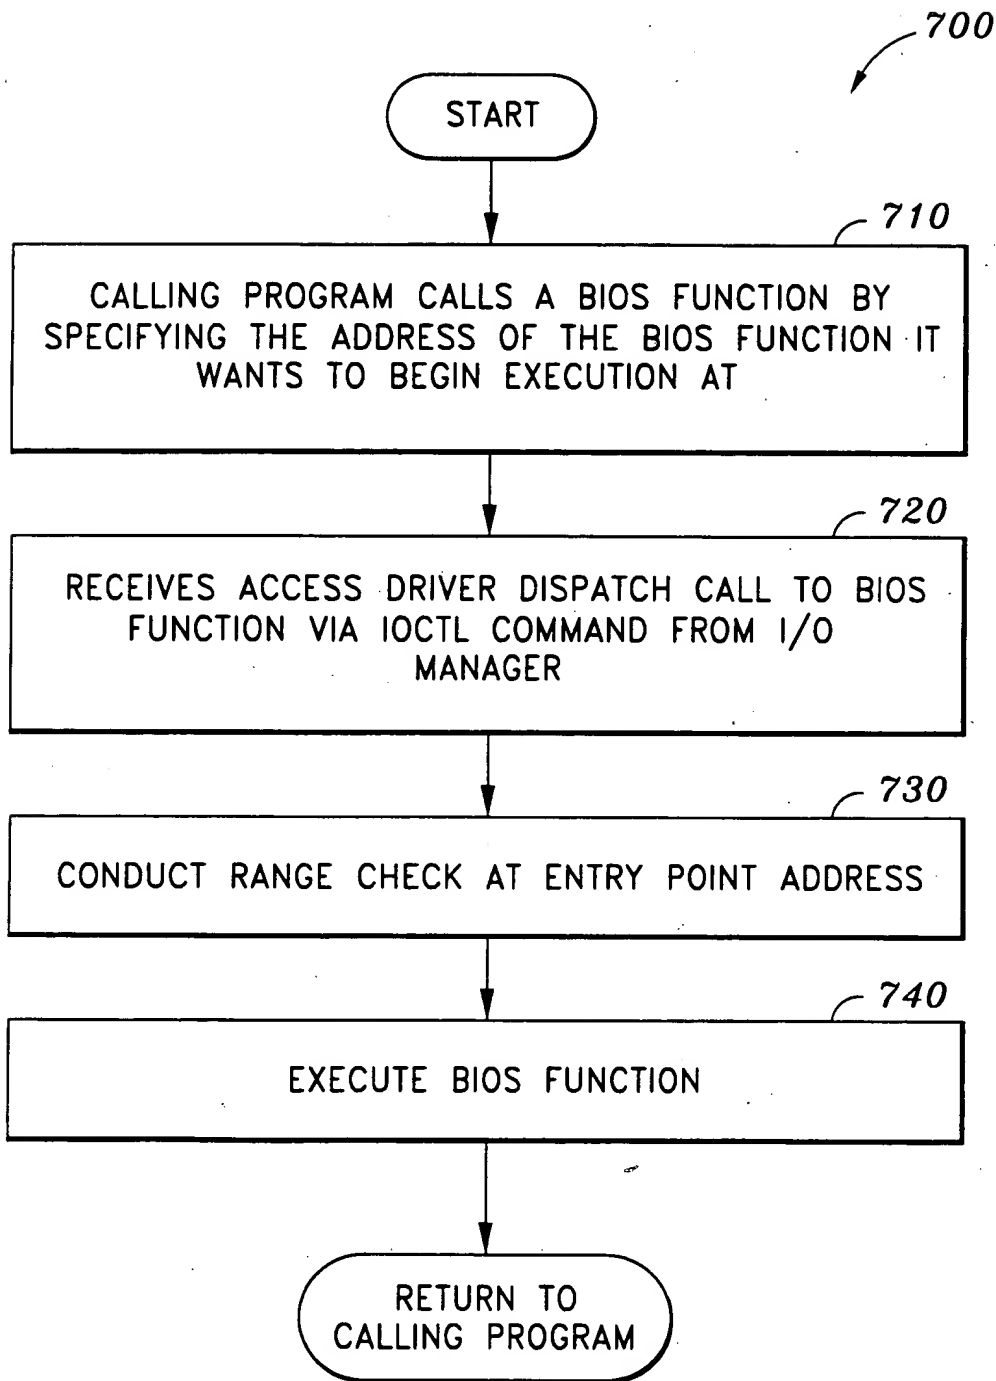 700
START
710
CALLING PROGRAM CALLS A BIOS FUNCTION BY
SPECIFYING THE ADDRESS OF THE BIOS FUNCTION IT
WANTS TO BEGIN EXECUTION AT
720
RECEIVES ACCESS DRIVER DISPATCH CALL TO BIOS
FUNCTION VIA IOCTL COMMAND FROM I/O
MANAGER
730
CONDUCT RANGE CHECK AT ENTRY POINT ADDRESS
740
EXECUTE BIOS FUNCTION
RETURN TO
CALLING PROGRAM